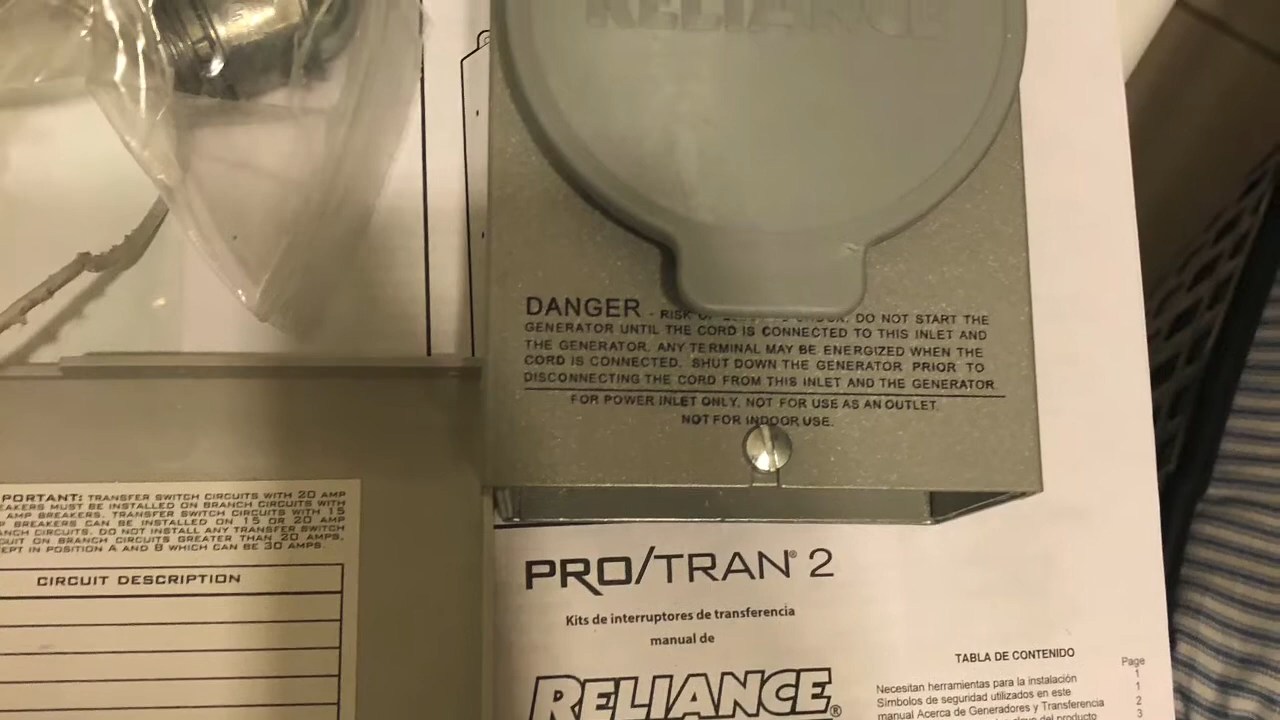 RELIANCE
DANGER - RISK DO NOT START THE
GENERATOR UNTIL THE CORD IS CONNECTED TO THIS INLET AND
THE GENERATOR. ANY TERMINAL MAY BE ENERGIZED WHEN THE
CORD IS CONNECTED. SHUT DOWN THE GENERATOR PRIOR TO
DISCONNECTING THE CORD FROM THIS INLET AND THE GENERATOR.
FOR POWER INLET ONLY, NOT FOR USE AS AN OUTLET.
NOT FOR INDOOR USE.
PORTANT: TRANSFER SWITCH CIRCUITS WITH 20 AMP
EAKERS MUST BE INSTALLED ON BRANCH CIRCUITS WITH
AMP BREAKERS. TRANSFER SWITCH CIRCUITS WITH 15
P BREAKERS CAN BE INSTALLED ON 15 OR 20 AMP
ANCH CIRCUITS. DO NOT INSTALL ANY TRANSFER SWITCH
CUIT ON BRANCH CIRCUITS GREATER THAN 20 AMPS,
EPT IN POSITION A AND B WHICH CAN BE 30 AMPS.
CIRCUIT DESCRIPTION
PRO/TRAN® 2
Kits de interruptores de transferencia
manual de
RELIANCE®
TABLA DE CONTENIDO
Page
Necesitan herramientas para la instalación 1
Símbolos de seguridad utilizados en este 1
manual Acerca de Generadores y Transferencia 2
del producto 3